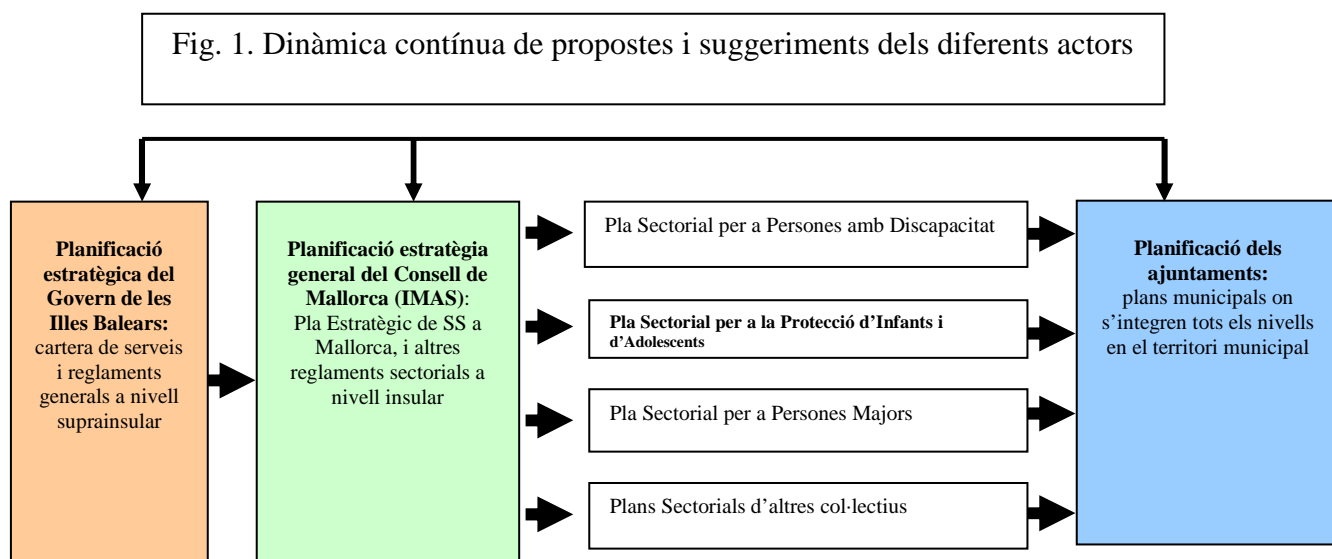 Fig. 1. Dinàmica contínua de propostes i suggeriments dels diferents actors
Planificació
estratègica del
Govern de les
Illes Balears:
cartera de serveis
i reglaments
generals a nivell
suprainsular
Planificació estratègia
general del Consell de
Mallorca (IMAS):
Pla Estratègic de SS a
Mallorca, i altres
reglaments sectorials a
nivell insular
Pla Sectorial per a Persones amb Discapacitat
Pla Sectorial per a la Protecció d’Infants i
d’Adolescents
Pla Sectorial per a Persones Majors
Plans Sectorials d’altres col·lectius
Planificació dels
ajuntaments:
plans municipals on
s’integren tots els nivells
en el territori municipal